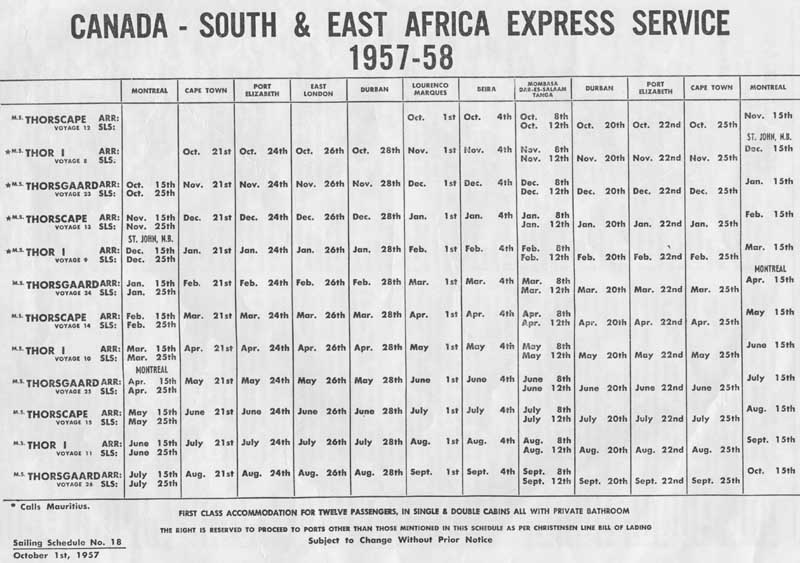 CANADA - SOUTH & EAST AFRICA EXPRESS SERVICE
1957-58
MONTREAL CAPE TOWN PORT ELIZABETH EAST LONDON DURBAN LOURENCO MARQUES BEIRA MOMBASA DAR-ES-SALAAM TANGA DURBAN PORT ELIZABETH CAPE TOWN MONTREAL
M.S. THORSCAPE ARR: Oct. 1st Oct. 4th Oct. 8th Nov. 15th
VOYAGE 12 SLS: Oct. 12th Oct. 20th Oct. 22nd Oct. 25th
ST. JOHN, N.B.
*M.S. THOR I ARR: Oct. 21st Oct. 24th Oct. 26th Oct. 28th Nov. 1st Nov. 4th Nov. 8th Dec. 15th
VOYAGE 8 SLS. Nov. 12th Nov. 20th Nov. 22nd Nov. 25th
*M.S. THORSGAARD ARR: Oct. 15th Nov. 21st Nov. 24th Nov. 26th Nov. 28th Dec. 1st Dec. 4th Dec. 8th Jan. 15th
VOYAGE 23 SLS: Oct. 25th Dec. 12th Dec. 20th Dec. 22nd Dec. 25th
*M.S. THORSCAPE ARR: Nov. 15th Dec. 21st Dec. 24th Dec. 26th Dec. 28th Jan. 1st Jan. 4th Jan. 8th Feb. 15th
VOYAGE 13 SLS: Nov. 25th Jan. 12th Jan. 20th Jan. 22nd Jan. 25th
ST. JOHN, N.B.
*M.S. THOR I ARR: Dec. 15th Jan. 21st Jan. 24th Jan. 26th Jan. 28th Feb. 1st Feb. 4th Feb. 8th Mar. 15th
VOYAGE 9 SLS: Dec. 25th Feb. 12th Feb. 20th Feb. 22nd Feb. 25th
MONTREAL
M.S. THORSGAARD ARR: Jan. 15th Feb. 21st Feb. 24th Feb. 26th Feb. 28th Mar. 1st Mar. 4th Mar. 8th Apr. 15th
VOYAGE 24 SLS: Jan. 25th Mar. 12th Mar. 20th Mar. 22nd Mar. 25th
M.S. THORSCAPE ARR: Feb. 15th Mar. 21st Mar. 24th Mar. 26th Mar. 28th Apr. 1st Apr. 4th Apr. 8th May 15th
VOYAGE 14 SLS: Feb. 25th Apr. 12th Apr. 20th Apr. 22nd Apr. 25th
M.S. THOR I ARR: Mar. 15th Apr. 21st Apr. 24th Apr. 26th Apr. 28th May 1st May 4th May 8th June 15th
VOYAGE 10 SLS: Mar. 25th May 12th May 20th May 22nd May 25th
MONTREAL
M.S. THORSGAARD ARR: Apr. 15th May 21st May 24th May 26th May 28th June 1st June 4th June 8th July 15th
VOYAGE 25 SLS: Apr. 25th June 12th June 20th June 22nd June 25th
M.S. THORSCAPE ARR: May 15th June 21st June 24th June 26th June 28th July 1st July 4th July 8th Aug. 15th
VOYAGE 15 SLS: May 25th July 12th July 20th July 22nd July 25th
M.S. THOR I ARR: June 15th July 21st July 24th July 26th July 28th Aug. 1st Aug. 4th Aug. 8th Sept. 15th
VOYAGE 11 SLS: June 25th Aug. 12th Aug. 20th Aug. 22nd Aug. 25th
M.S. THORSGAARD ARR: July 15th Aug. 21st Aug. 24th Aug. 26th Aug. 28th Sept. 1st Sept. 4th Sept. 8th Oct. 15th
VOYAGE 26 SLS: July 25th Sept. 12th Sept. 20th Sept. 22nd Sept. 25th
* Calls Mauritius.
FIRST CLASS ACCOMMODATION FOR TWELVE PASSENGERS, IN SINGLE & DOUBLE CABINS ALL WITH PRIVATE BATHROOM
THE RIGHT IS RESERVED TO PROCEED TO PORTS OTHER THAN THOSE MENTIONED IN THIS SCHEDULE AS PER CHRISTENSEN LINE BILL OF LADING
Sailing Schedule No. 18 Subject to Change Without Prior Notice
October 1st, 1957